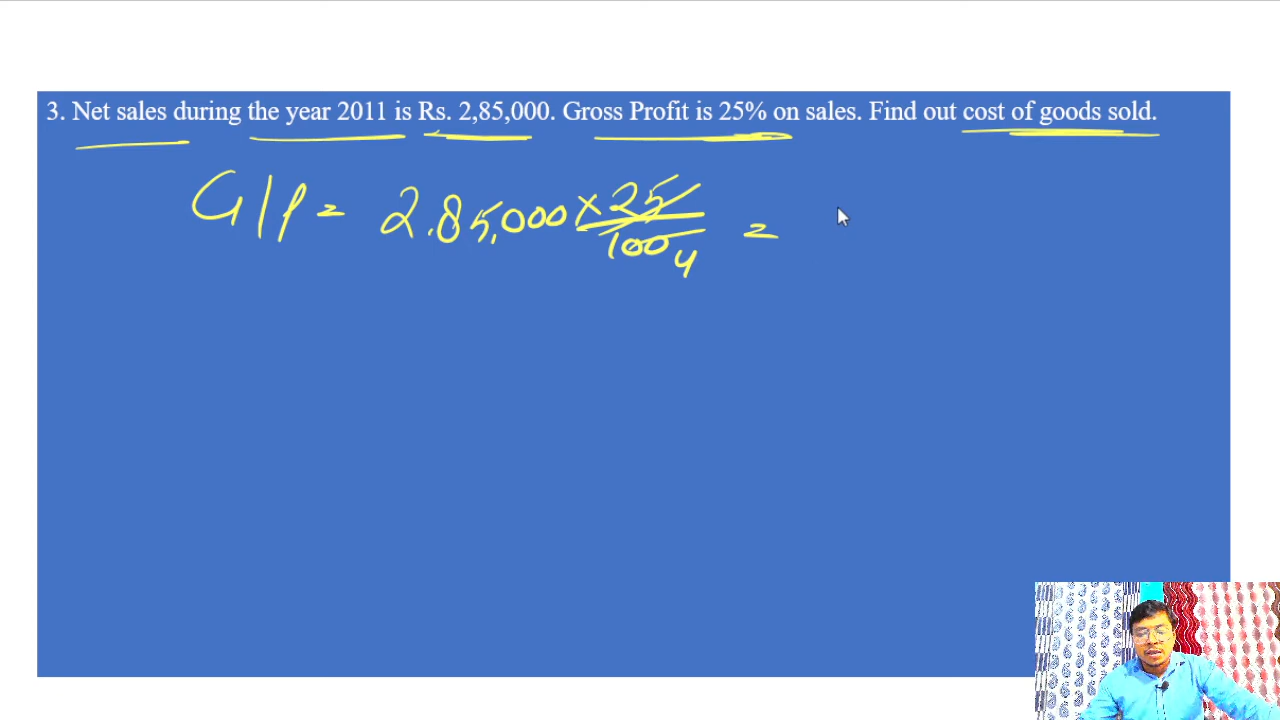 3. Net sales during the year 2011 is Rs. 2,85,000. Gross Profit is 25% on sales. Find out cost of goods sold.
G/P = 2,85,000 × 25/100 4 =